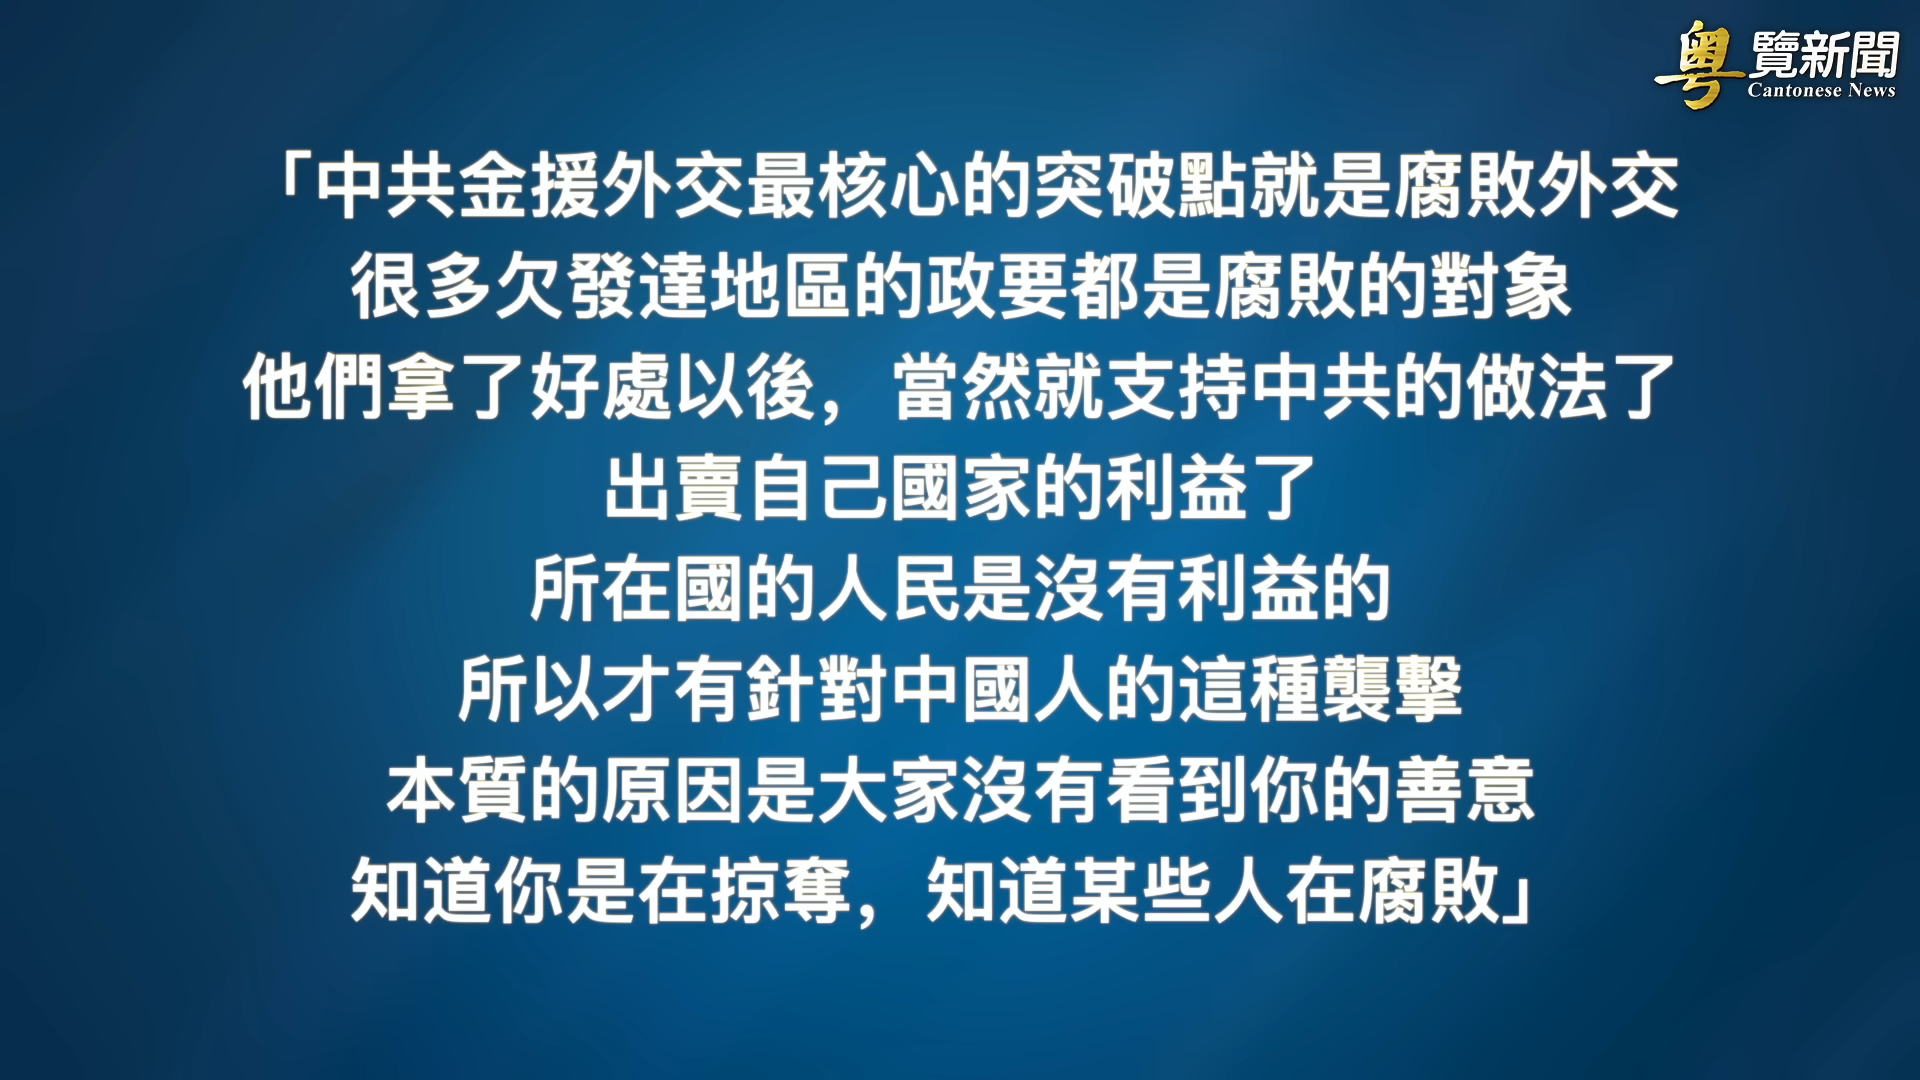 粵覽新聞
Cantonese News
「中共金援外交最核心的突破點就是腐敗外交
很多欠發達地區的政要都是腐敗的對象
他們拿了好處以後，當然就支持中共的做法了
出賣自己國家的利益了
所在國的人民是沒有利益的
所以才有針對中國人的這種襲擊
本質的原因是大家沒有看到你的善意
知道你是在掠奪，知道某些人在腐敗」